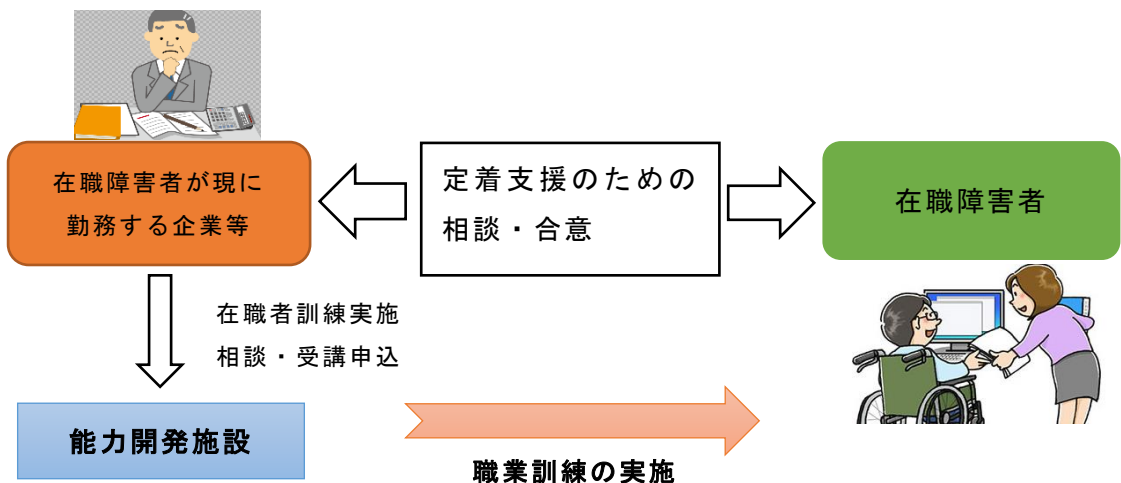 在職障害者が現に
勤務する企業等
定着支援のための
相談・合意
在職障害者
在職者訓練実施
相談・受講申込
能力開発施設
職業訓練の実施